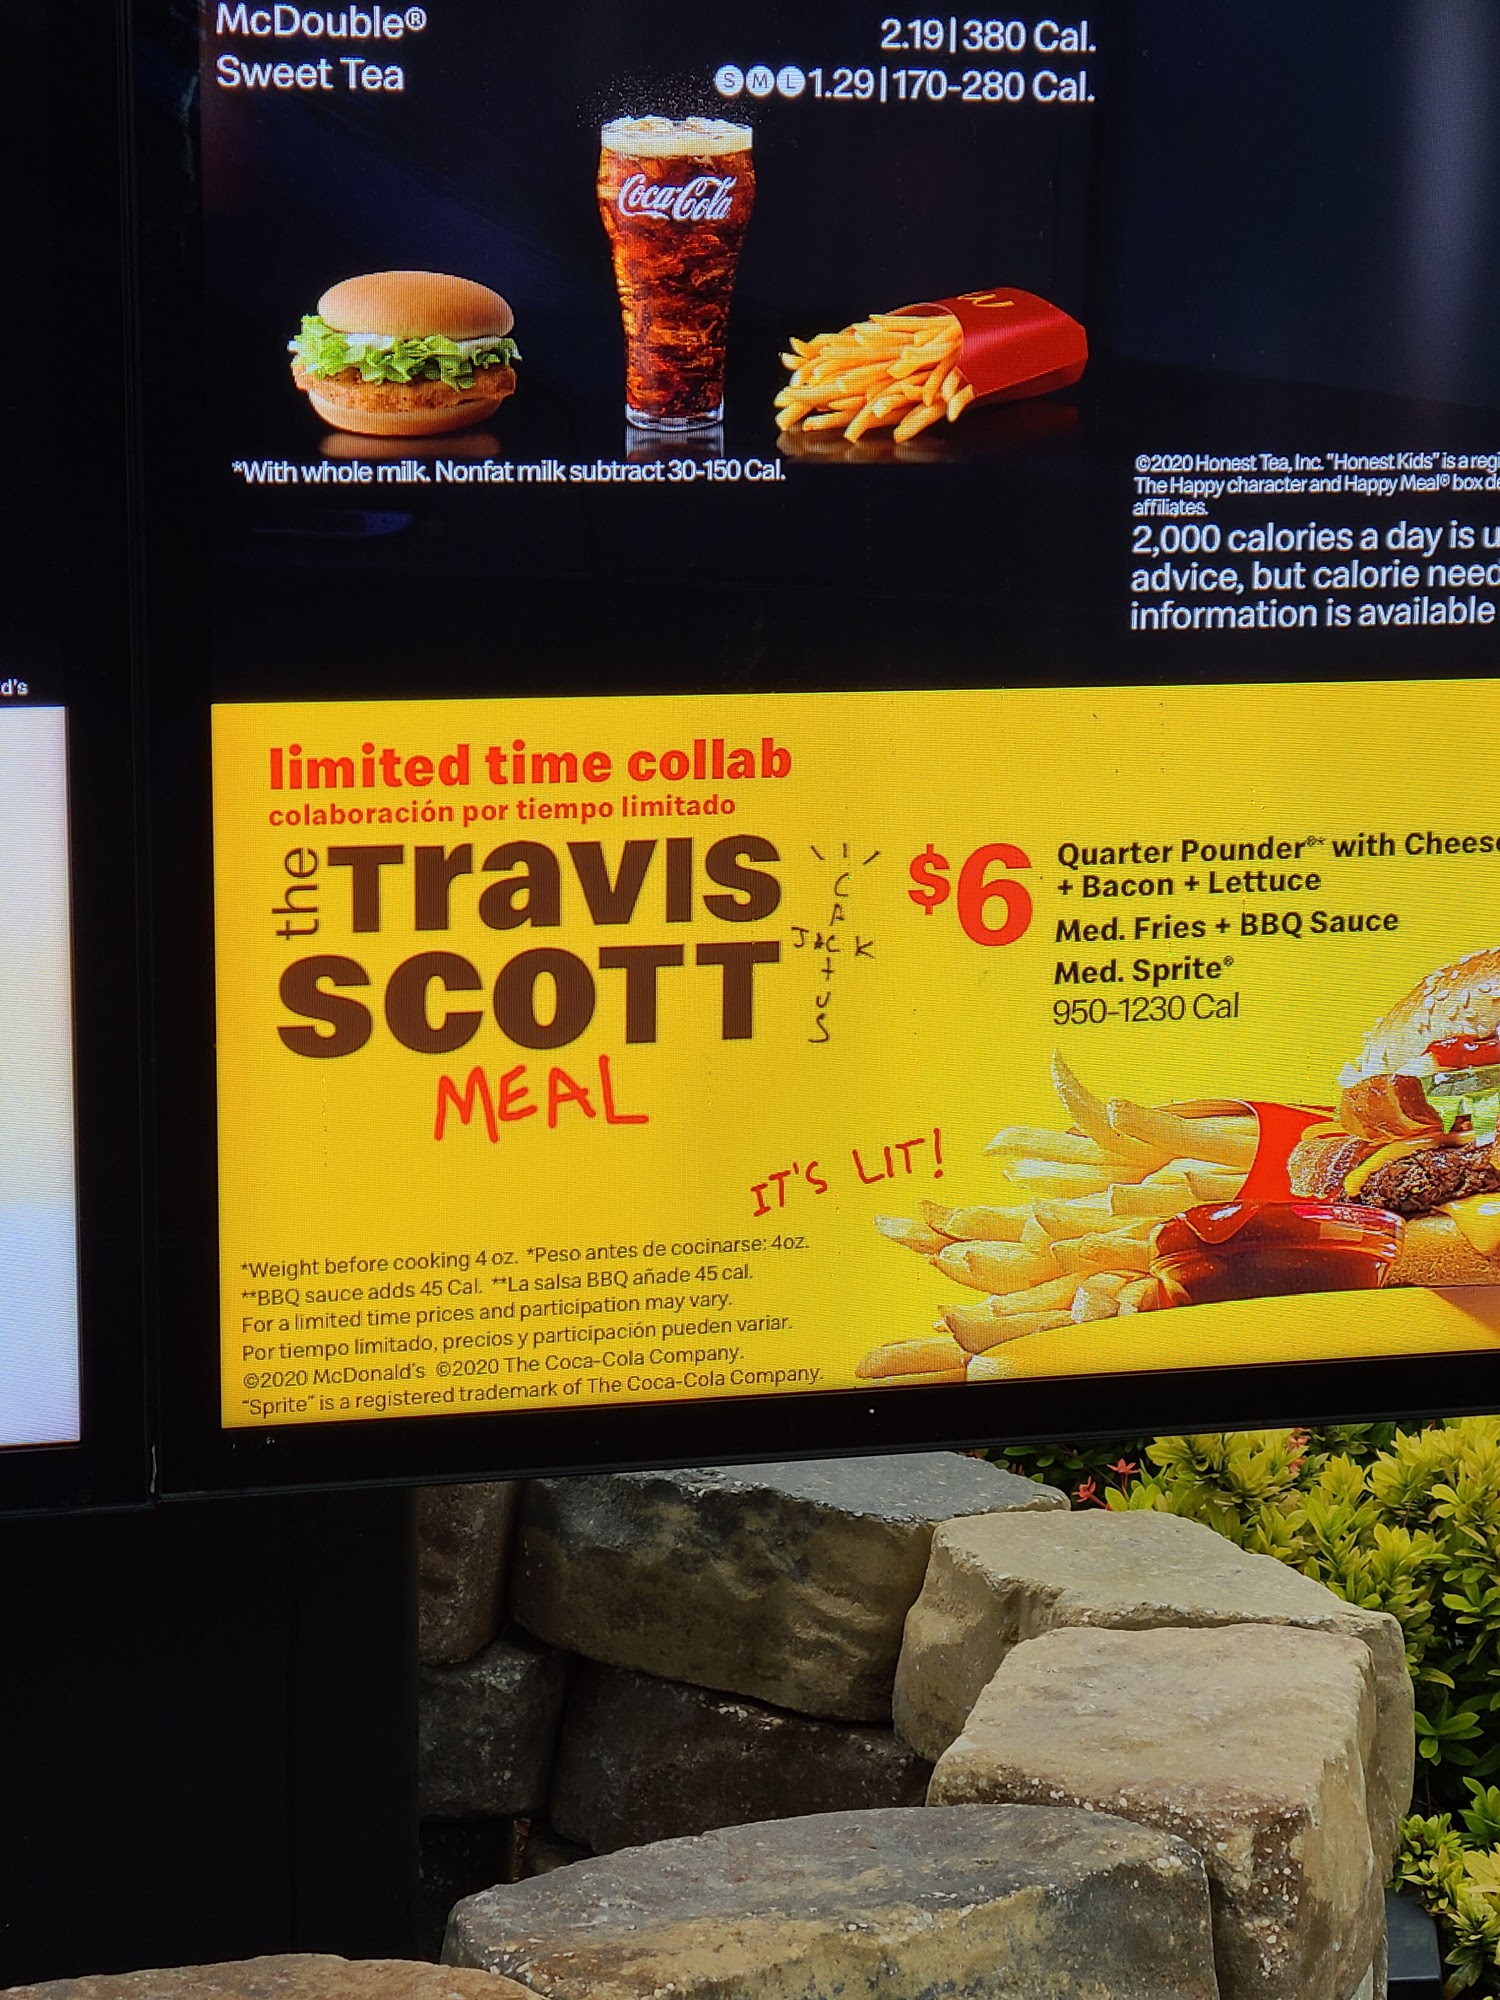 McDouble® 2.19|380 Cal.
Sweet Tea S M L 1.29|170-280 Cal.
Coca-Cola
*With whole milk. Nonfat milk subtract 30-150 Cal.
©2020 Honest Tea, Inc. "Honest Kids" is a
The Happy character and Happy Meal® box
affiliates.
2,000 calories a day is
advice, but calorie
information is available
d's
limited time collab
colaboración por tiempo limitado
the Travis
SCOTT
MEAL
CACTUS
JACK
$6
Quarter Pounder®* with
+ Bacon + Lettuce
Med. Fries + BBQ Sauce
Med. Sprite®
950-1230 Cal
IT'S LIT!
*Weight before cooking 4 oz. *Peso antes de cocinarse: 4oz.
**BBQ sauce adds 45 Cal. **La salsa BBQ añade 45 cal.
For a limited time prices and participation may vary.
Por tiempo limitado, precios y participación pueden variar.
©2020 McDonald's ©2020 The Coca-Cola Company.
"Sprite" is a registered trademark of The Coca-Cola Company.